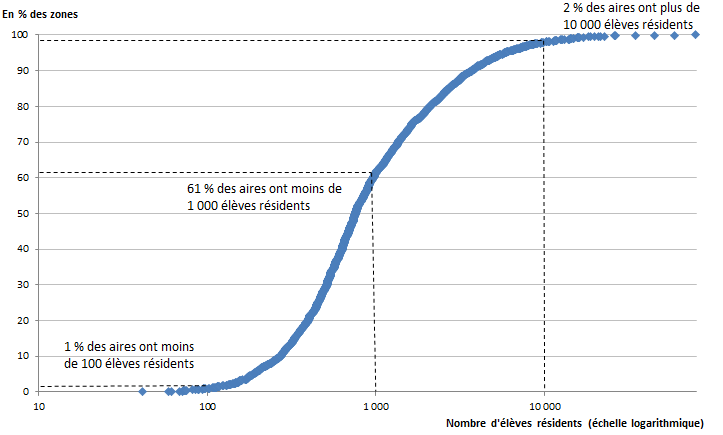 En % des zones
2 % des aires ont plus de
10 000 élèves résidents
100
90
80
70
60
61 % des aires ont moins de
1 000 élèves résidents
50
40
30
20
1 % des aires ont moins
de 100 élèves résidents
10
0
10
100
1 000
10 000
Nombre d'élèves résidents (échelle logarithmique)